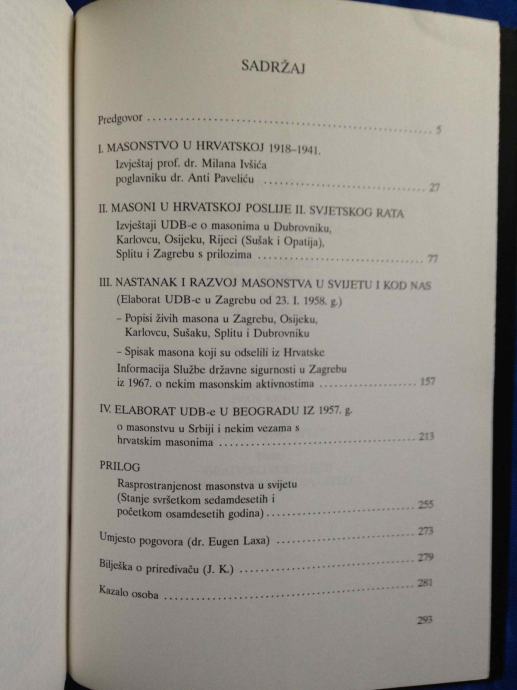 SADRŽAJ
Predgovor ........ 5
I. MASONSTVO U HRVATSKOJ 1918–1941.
Izvještaj prof. dr. Milana Ivšića
poglavniku dr. Anti Paveliću ........ 27
II. MASONI U HRVATSKOJ POSLIJE II. SVJETSKOG RATA
Izvještaji UDB-e o masonima u Dubrovniku,
Karlovcu, Osijeku, Rijeci (Sušak i Opatija),
Splitu i Zagrebu s prilozima ........ 77
III. NASTANAK I RAZVOJ MASONSTVA U SVIJETU I KOD NAS
(Elaborat UDB-e u Zagrebu od 23. I. 1958. g.)
– Popisi živih masona u Zagrebu, Osijeku,
Karlovcu, Sušaku, Splitu i Dubrovniku
– Spisak masona koji su odselili iz Hrvatske
Informacija Službe državne sigurnosti u Zagrebu
iz 1967. o nekim masonskim aktivnostima ........ 157
IV. ELABORAT UDB-e U BEOGRADU IZ 1957. g.
o masonstvu u Srbiji i nekim vezama s
hrvatskim masonima ........ 213
PRILOG
Rasprostranjenost masonstva u svijetu
(Stanje svršetkom sedamdesetih i
početkom osamdesetih godina) ........ 255
Umjesto pogovora (dr. Eugen Laxa) ........ 273
Bilješka o priređivaču (J. K.) ........ 279
Kazalo osoba ........ 281
293